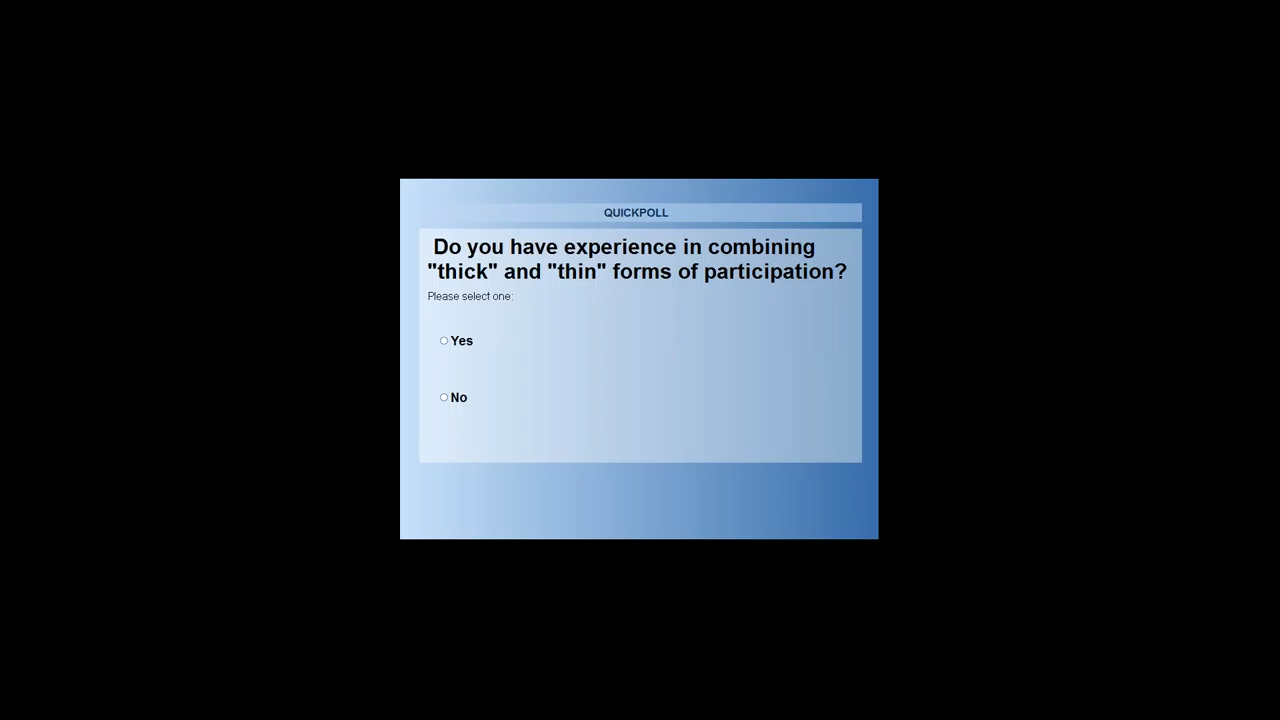 QUICKPOLL
Do you have experience in combining
"thick" and "thin" forms of participation?
Please select one:
Yes
No